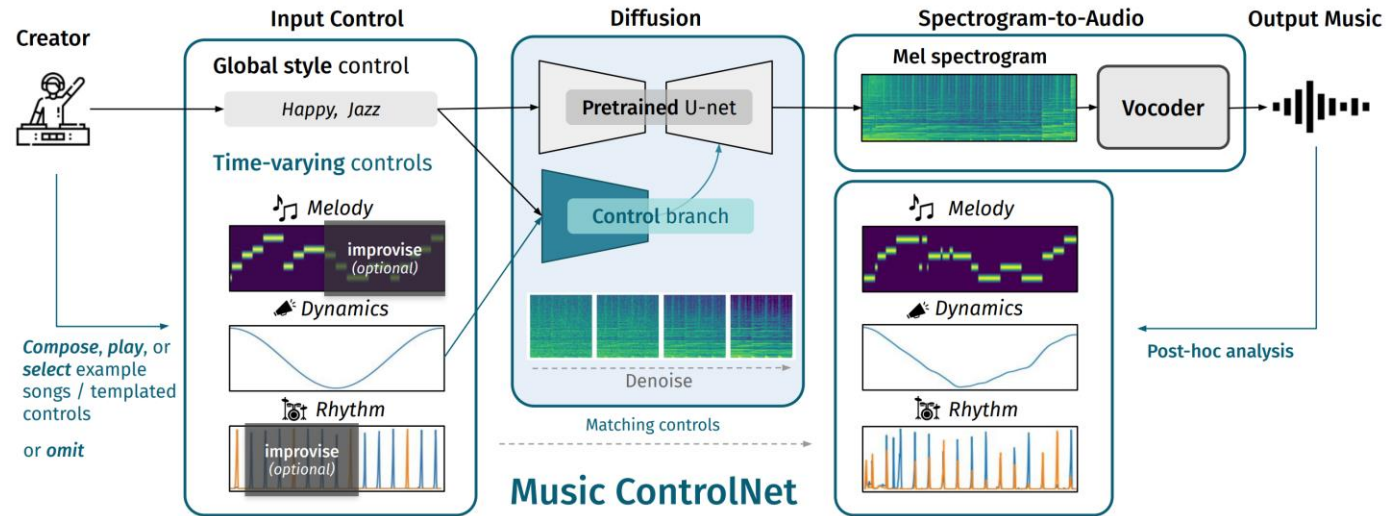 Creator
Input Control
Diffusion
Spectrogram-to-Audio
Output Music
Global style control
Happy, Jazz
Time-varying controls
Melody
improvise
(optional)
Dynamics
Rhythm
improvise
(optional)
Compose, play, or
select example
songs / templated
controls
or omit
Pretrained U-net
Control branch
Denoise
Matching controls
Music ControlNet
Mel spectrogram
Vocoder
Melody
Dynamics
Rhythm
Post-hoc analysis